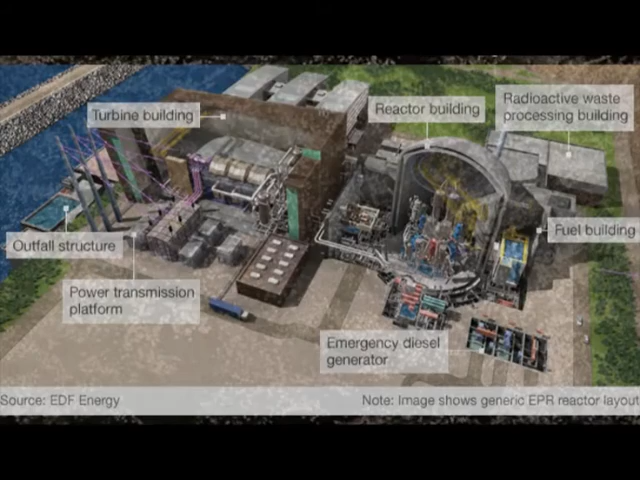 Turbine building
Reactor building
Radioactive waste
processing building
Outfall structure
Fuel building
Power transmission
platform
Emergency diesel
generator
Source: EDF Energy
Note: Image shows generic EPR reactor layout